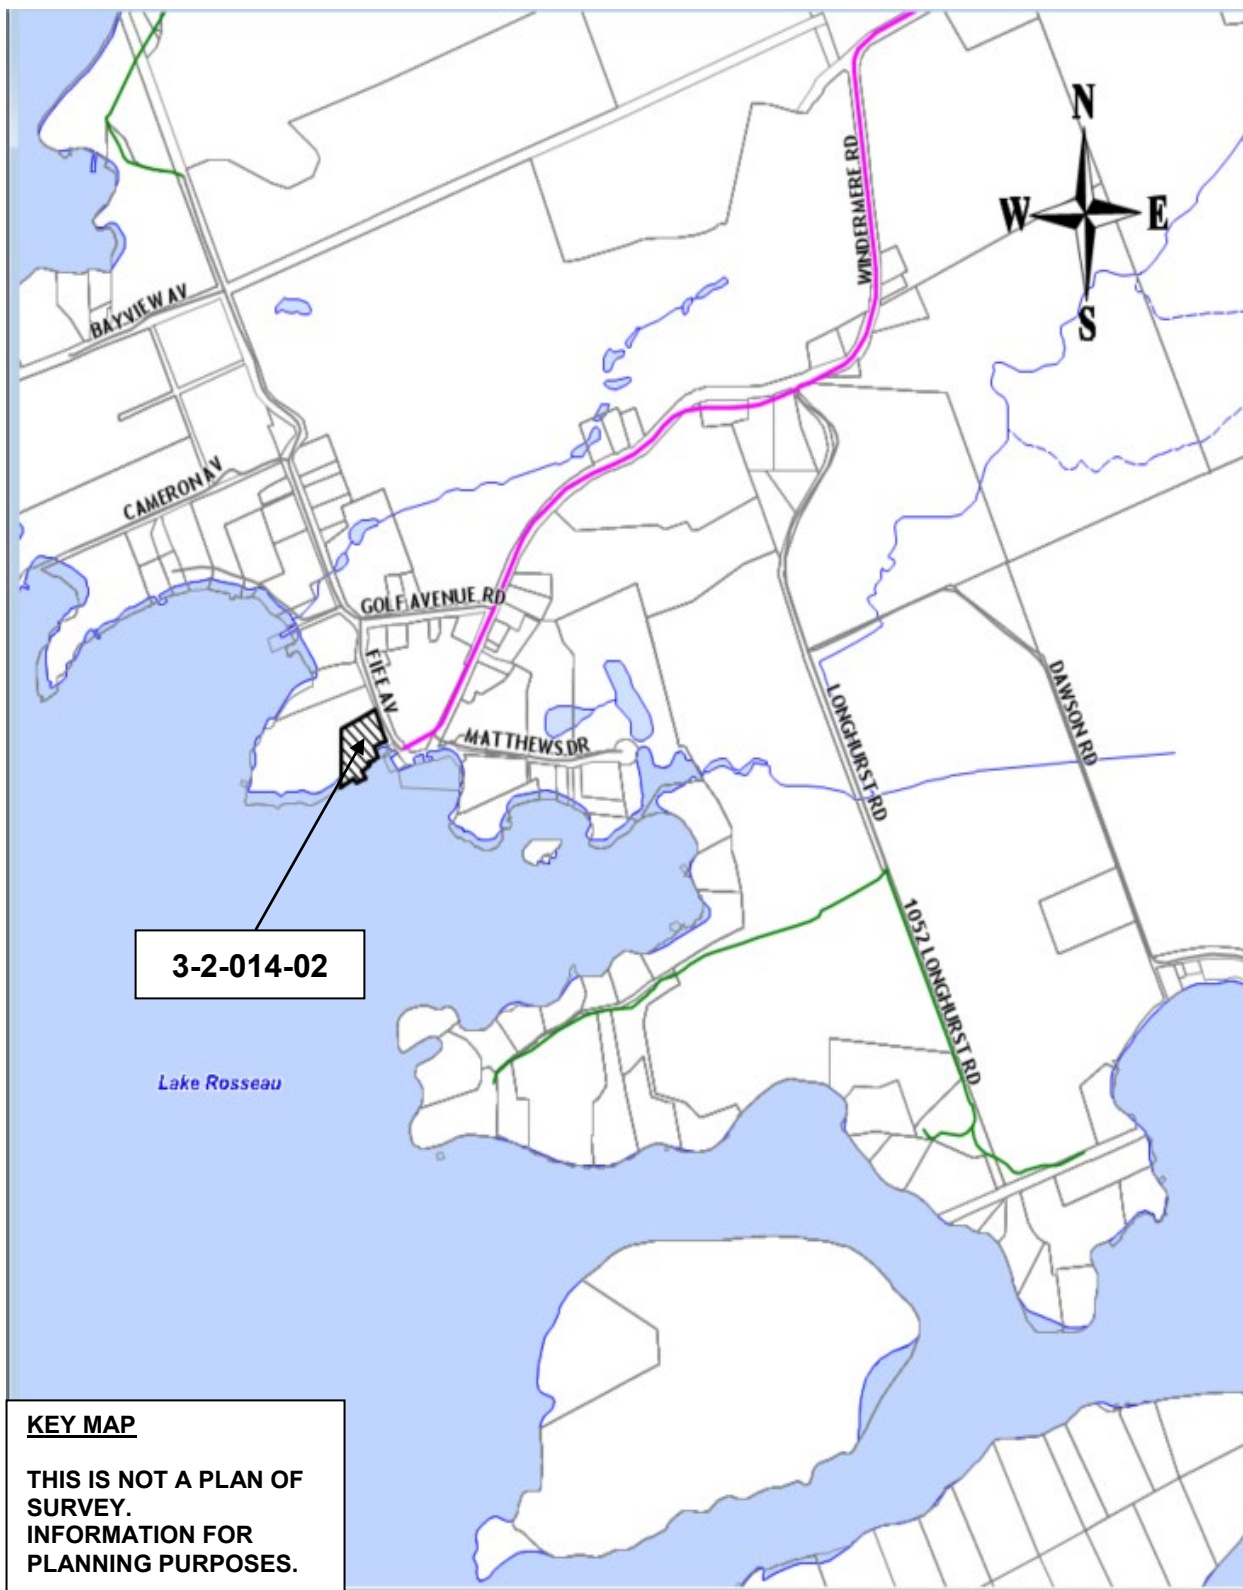 N
W E
S
WINDERMERE RD
BAYVIEW AV
CAMERON AV
GOLF AVENUE RD
FIFE AV
MATTHEWS DR
LONGHURST RD
DAWSON RD
1052 LONGHURST RD
3-2-014-02
Lake Rosseau
KEY MAP
THIS IS NOT A PLAN OF
SURVEY.
INFORMATION FOR
PLANNING PURPOSES.